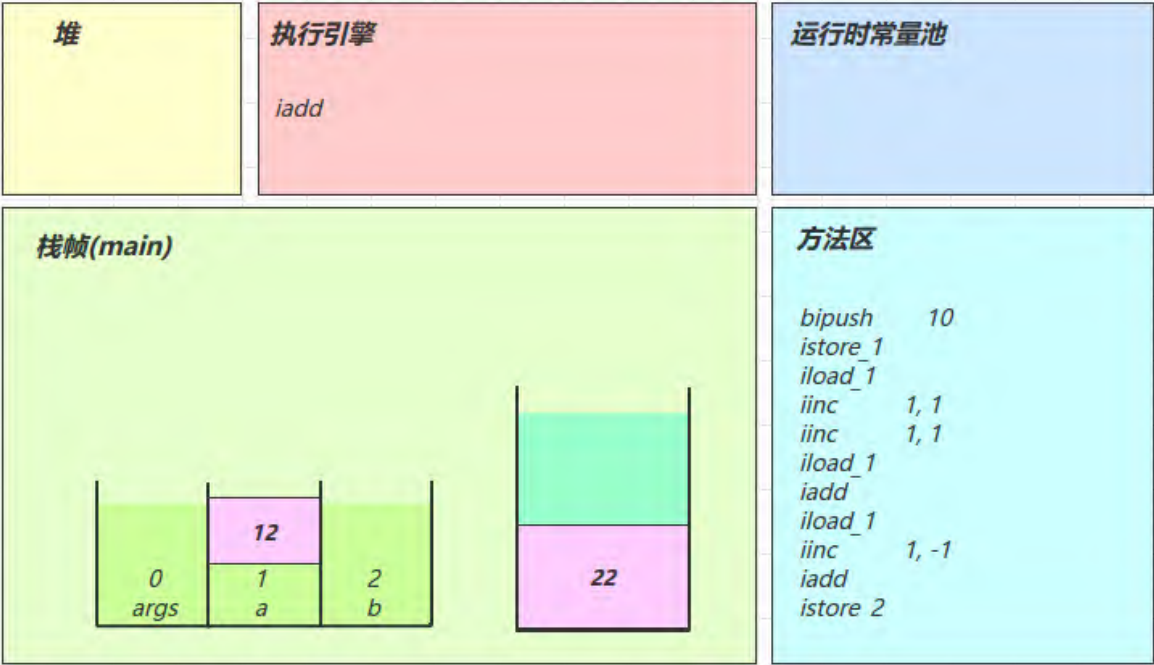 堆
执行引擎
iadd
运行时常量池
栈帧(main)
12
0 1 2
args a b
22
方法区
bipush 10
istore_1
iload_1
iinc 1, 1
iinc 1, 1
iload_1
iadd
iload_1
iinc 1, -1
iadd
istore 2